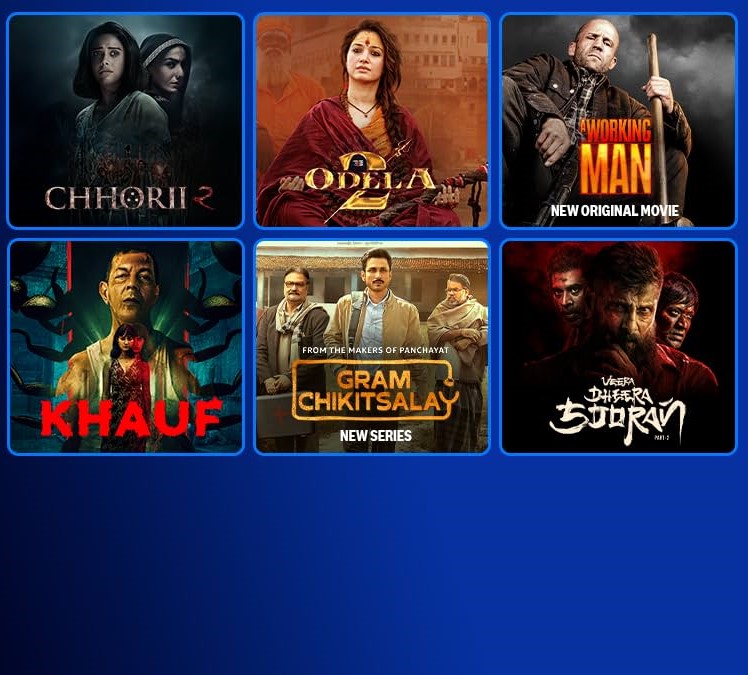 CHHORII 2
ODELA
2
A WORKING
MAN
NEW ORIGINAL MOVIE
KHAUF
FROM THE MAKERS OF PANCHAYAT
GRAM
CHIKITSALAY
NEW SERIES
VEERA
DHEERA
SOORAN
PART-2